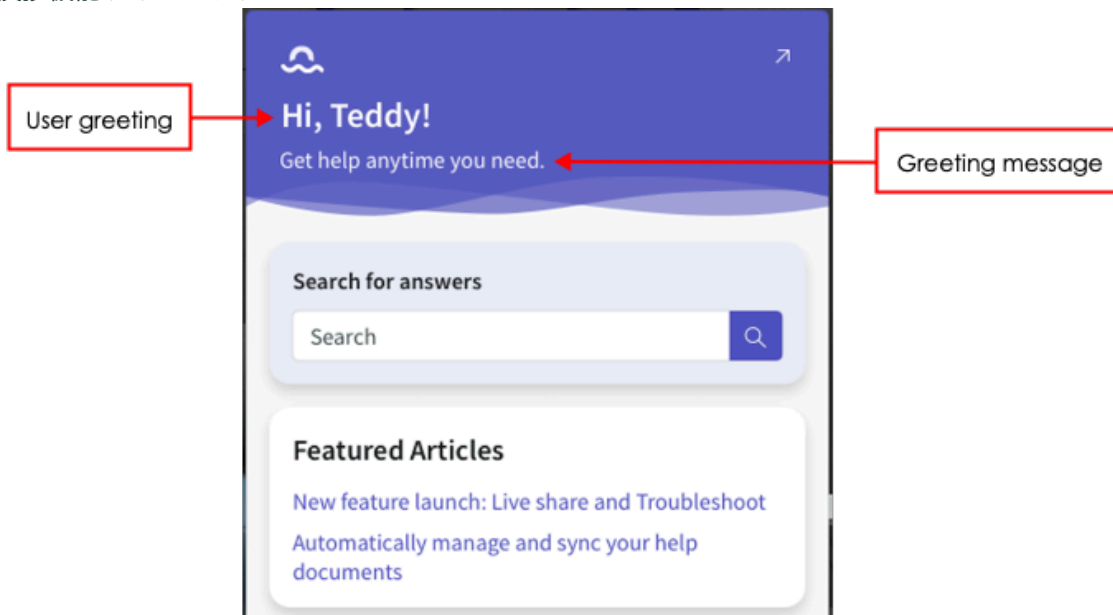 User greeting
Hi, Teddy!
Get help anytime you need.
Greeting message
Search for answers
Search
Featured Articles
New feature launch: Live share and Troubleshoot
Automatically manage and sync your help
documents